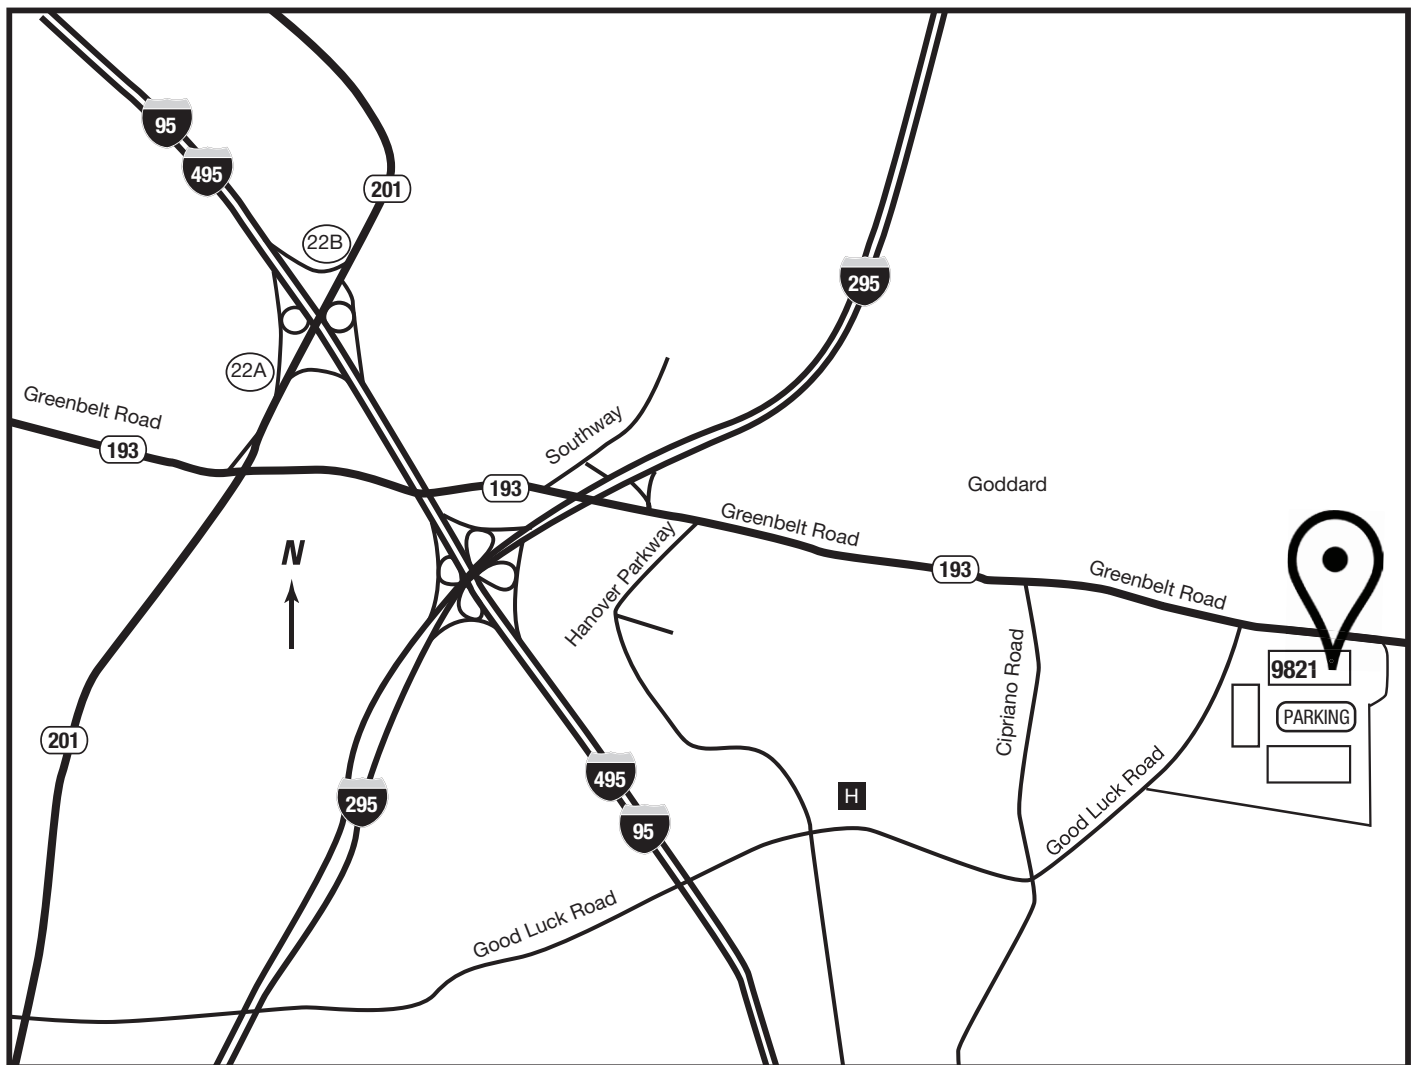 95
495
201
22B
295
22A
Greenbelt Road
193
Southway
193
Goddard
Greenbelt Road
N
193
Greenbelt Road
Hanover Parkway
Cipriano Road
9821
PARKING
201
495
295
H
95
Good Luck Road
Good Luck Road